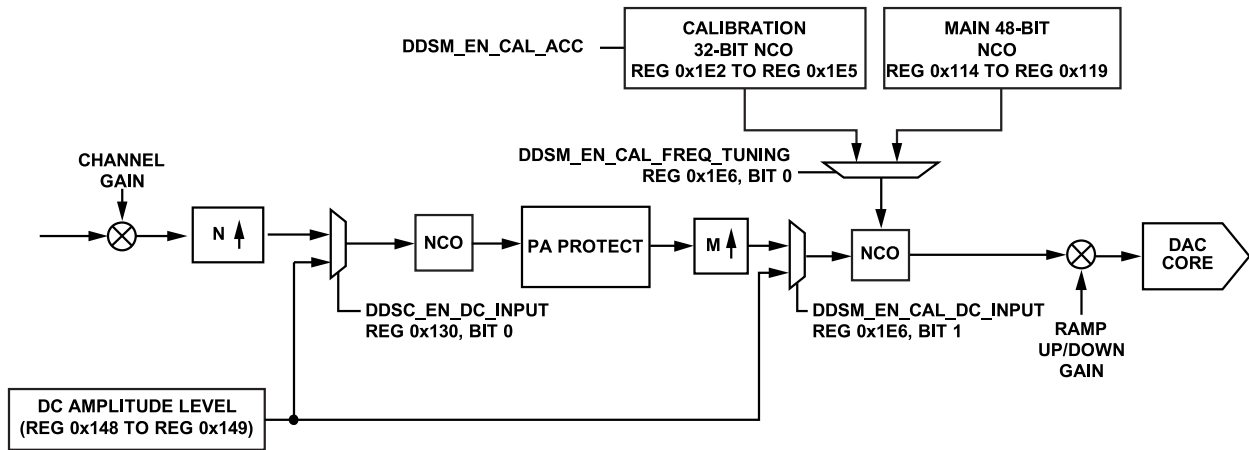 DDSM_EN_CAL_ACC
CALIBRATION
32-BIT NCO
REG 0x1E2 TO REG 0x1E5
MAIN 48-BIT
NCO
REG 0x114 TO REG 0x119
CHANNEL
GAIN
DDSM_EN_CAL_FREQ_TUNING
REG 0x1E6, BIT 0
N
NCO
PA PROTECT
M
NCO
DAC
CORE
DDSC_EN_DC_INPUT
REG 0x130, BIT 0
DDSM_EN_CAL_DC_INPUT
REG 0x1E6, BIT 1
RAMP
UP/DOWN
GAIN
DC AMPLITUDE LEVEL
(REG 0x148 TO REG 0x149)